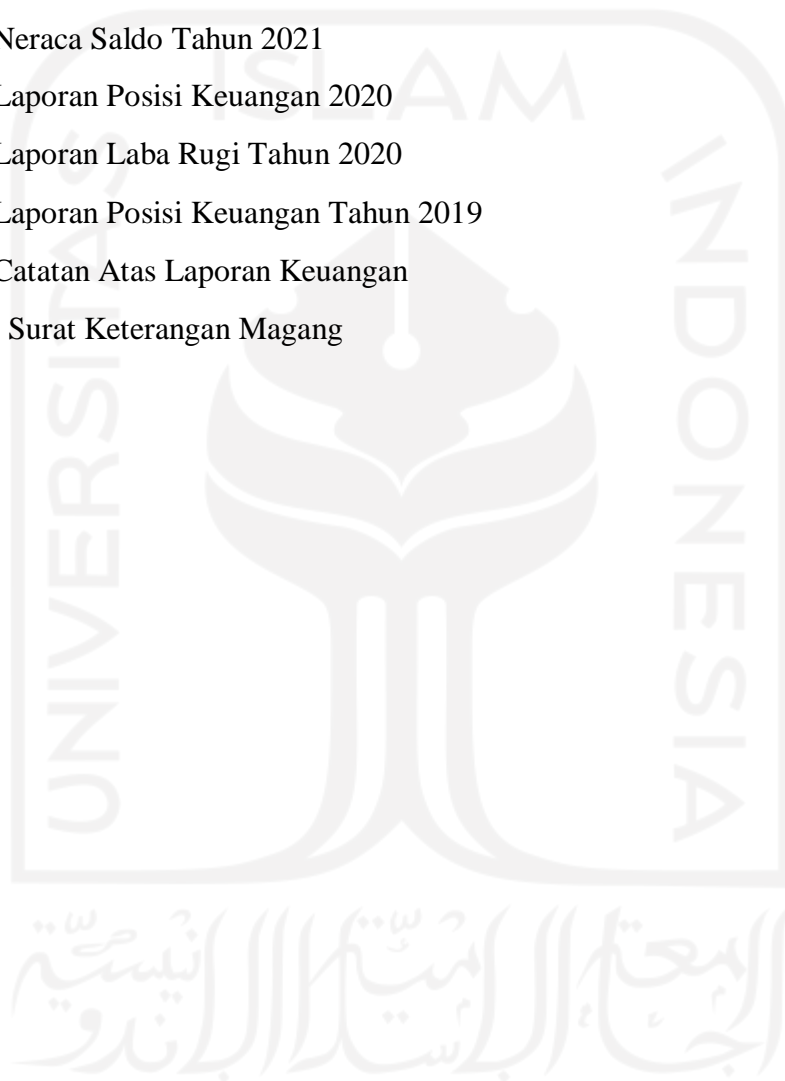 Neraca Saldo Tahun 2021
Laporan Posisi Keuangan 2020
Laporan Laba Rugi Tahun 2020
Laporan Posisi Keuangan Tahun 2019
Catatan Atas Laporan Keuangan
Surat Keterangan Magang
ISLAM
UNIVERSITAS
INDONESIA